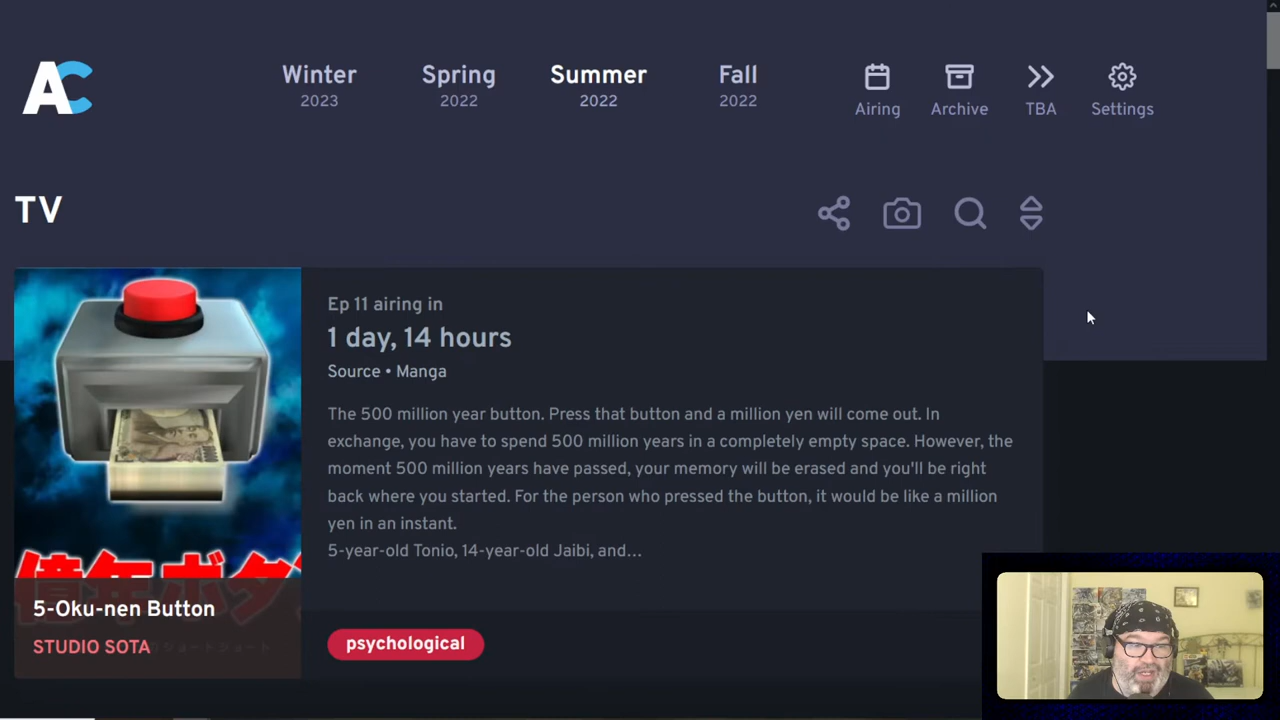 AC
Winter
2023
Spring
2022
Summer
2022
Fall
2022
Airing
Archive
TBA
Settings
TV
Ep 11 airing in
1 day, 14 hours
Source • Manga
The 500 million year button. Press that button and a million yen will come out. In
exchange, you have to spend 500 million years in a completely empty space. However, the
moment 500 million years have passed, your memory will be erased and you'll be right
back where you started. For the person who pressed the button, it would be like a million
yen in an instant.
5-year-old Tonio, 14-year-old Jaibi, and...
億年ボタ
5-Oku-nen Button
STUDIO SOTA
psychological